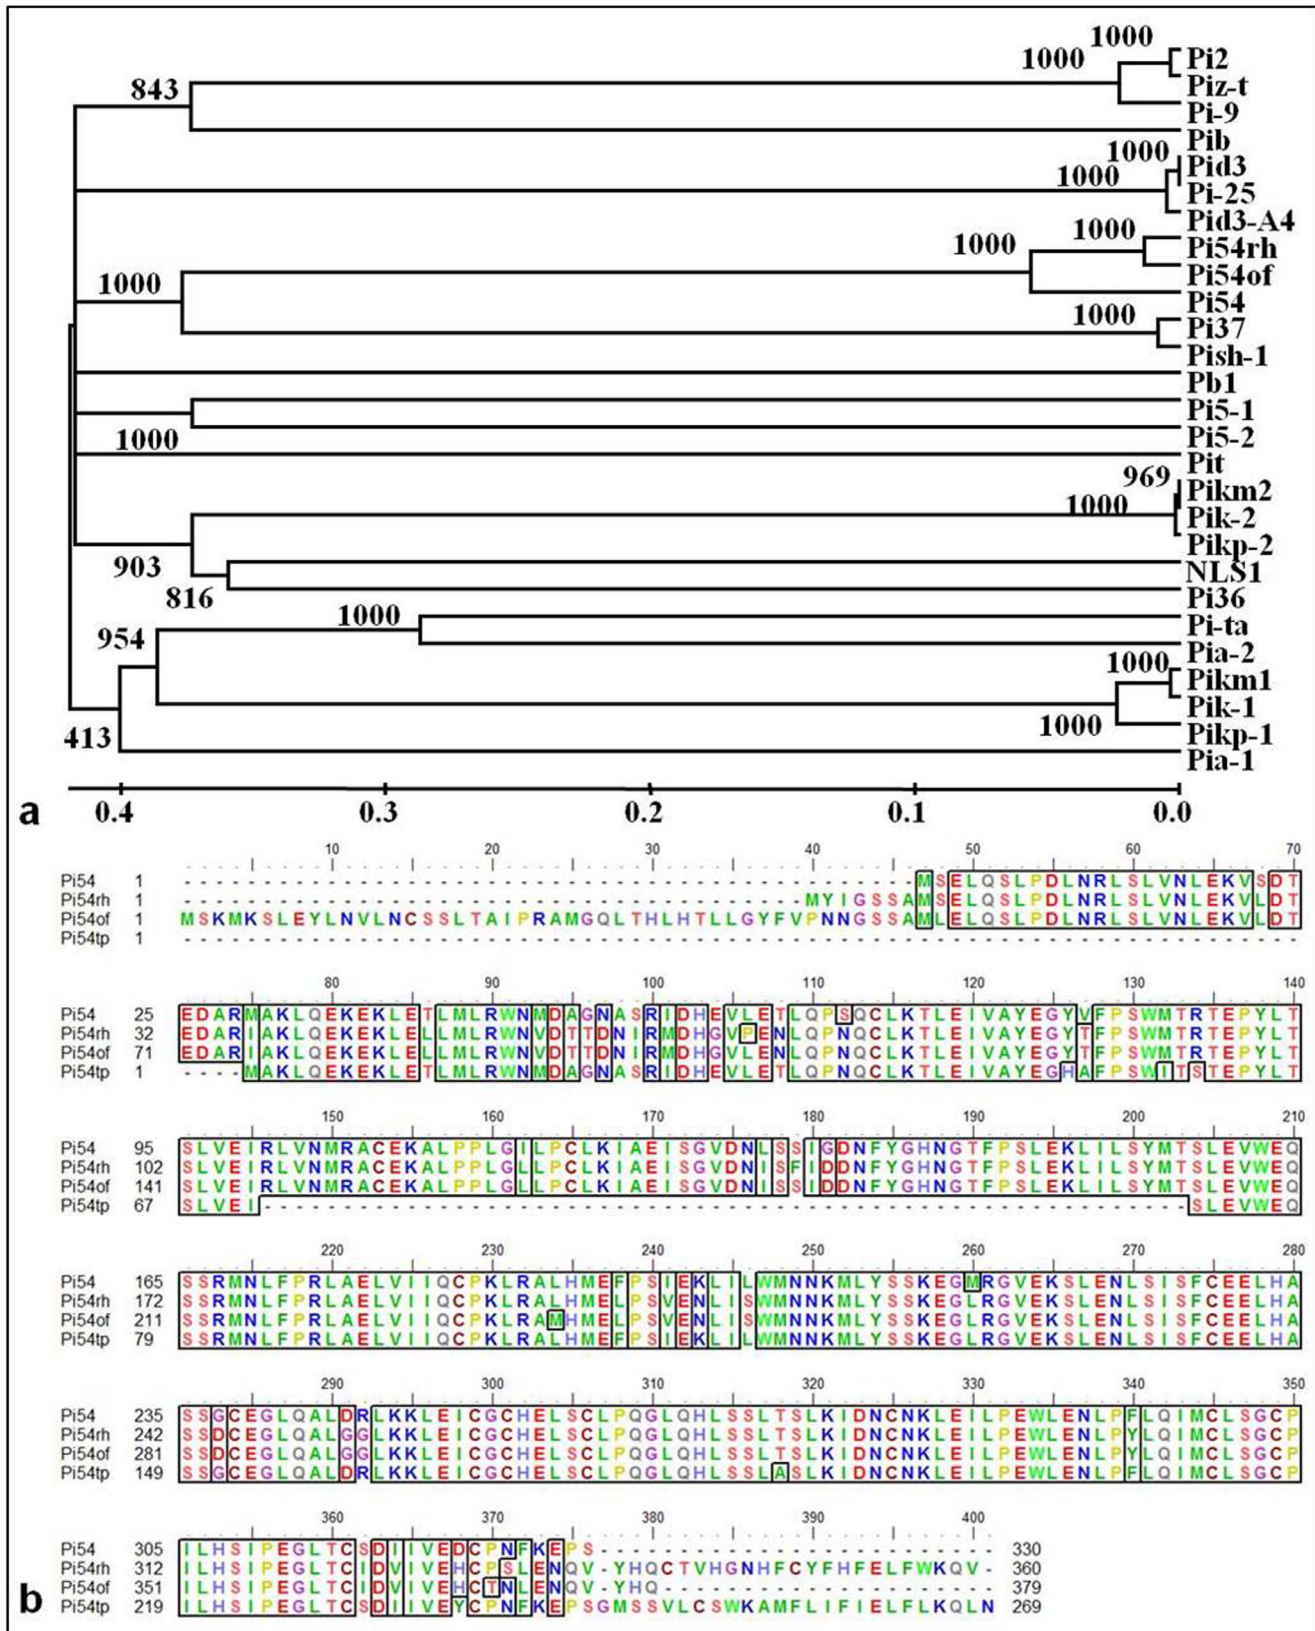 1000
1000 Pi2
Piz-t
843
Pi-9
Pib
1000 Pid3
1000 Pi-25
Pid3-A4
1000 Pi54rh
1000 Pi54of
1000 Pi54
1000 Pi37
Pish-1
Pb1
Pi5-1
1000 Pi5-2
Pit
969 Pikm2
1000 Pik-2
903 Pikp-2
NLS1
816 Pi36
1000 Pi-ta
954 Pia-2
1000 Pikm1
Pik-1
1000 Pikp-1
413 Pia-1
a 0.4 0.3 0.2 0.1 0.0
10 20 30 40 50 60 70
Pi54 1 ----------------------------------------------MSELQSLPDLNRLSLVNLEKVSDT
Pi54rh 1 ---------------------------------------MYIGSSAMSELQSLPDLNRLSLVNLEKVLDT
Pi54of 1 MSKMKSLEYLNVLNCSSLTAIPRAMGQLTHLHTLLGYFVPNNGSSAMLELQSLPDLNRLSLVNLEKVLDT
Pi54tp 1 ----------------------------------------------------------------------
80 90 100 110 120 130 140
Pi54 25 EDARMAKLQEKEKLETLMLRWNMDAGNASRIDHEVLETLQPSQCLKTLEIVAYEGYVFPSWMTRTEPYLT
Pi54rh 32 EDARIAKLQEKEKLELLMLRWNVDTTDNIRMDHGVPENLQPNQCLKTLEIVAYEGYTFPSWMTRTEPYLT
Pi54of 71 EDARIAKLQEKEKLELLMLRWNVDTTDNIRMDHGVLENLQPNQCLKTLEIVAYEGYTFPSWMTRTEPYLT
Pi54tp 1 ----MAKLQEKEKLETLMLRWNMDAGNASRIDHEVLETLQPNQCLKTLEIVAYEGHAFPSWITSTEPYLT
150 160 170 180 190 200 210
Pi54 95 SLVEIRLVNMRACEKALPPLGILPCLKIAEISGVDNLSSIGDNFYGHNGTFPSLEKLILSYMTSLEVWEQ
Pi54rh 102 SLVEIRLVNMRACEKALPPLGLLPCLKIAEISGVDNISFIDDNFYGHNGTFPSLEKLILSYMTSLEVWEQ
Pi54of 141 SLVEIRLVNMRACEKALPPLGLLPCLKIAEISGVDNISSIDDNFYGHNGTFPSLEKLILSYMTSLEVWEQ
Pi54tp 67 SLVEI----------------------------------------------------------SLEVWEQ
220 230 240 250 260 270 280
Pi54 165 SSRMNLFPRLAELVIIQCPKLRALHMEFPSIEKLILWMNNKMLYSSKEGMRGVEKSLENLSISFCEELHA
Pi54rh 172 SSRMNLFPRLAELVIIQCPKLRALHMELPSVENLISWMNNKMLYSSKEGLRGVEKSLENLSISFCEELHA
Pi54of 211 SSRMNLFPRLAELVIIQCPKLRAMHMELPSVENLISWMNNKMLYSSKEGLRGVEKSLENLSISFCEELHA
Pi54tp 79 SSRMNLFPRLAELVIIQCPKLRALHMEFPSIEKLILWMNNKMLYSSKEGLRGVEKSLENLSISFCEELHA
290 300 310 320 330 340 350
Pi54 235 SSGCEGLQALDRLKKLEICGCHELSCLPQGLQHLSSLTSLKIDNCNKLEILPEWLENLPFLQIMCLSGCP
Pi54rh 242 SSDCEGLQALGGLKKLEICGCHELSCLPQGLQHLSSLTSLKIDNCNKLEILPEWLENLPYLQIMCLSGCP
Pi54of 281 SSDCEGLQALGGLKKLEICGCHELSCLPQGLQHLSSLTSLKIDNCNKLEILPEWLENLPYLQIMCLSGCP
Pi54tp 149 SSGCEGLQALDRLKKLEICGCHELSCLPQGLQHLSSLASLKIDNCNKLEILPEWLENLPFLQIMCLSGCP
360 370 380 390 400
Pi54 305 ILHSIPEGLTCSDIIVEDCPNFKEPS------------------------- 330
Pi54rh 312 ILHSIPEGLTCIDVIVEHCPSLENQV-YHQCTVHGNHFCYFHFELFWKQV- 360
Pi54of 351 ILHSIPEGLTCIDVIVEHCTNLENQV-YHQ--------------------- 379
Pi54tp 219 ILHSIPEGLTCSDIIVEYCPNFKEPSGMSSVLCSWKAMFLIFIELFLKQLN 269
b